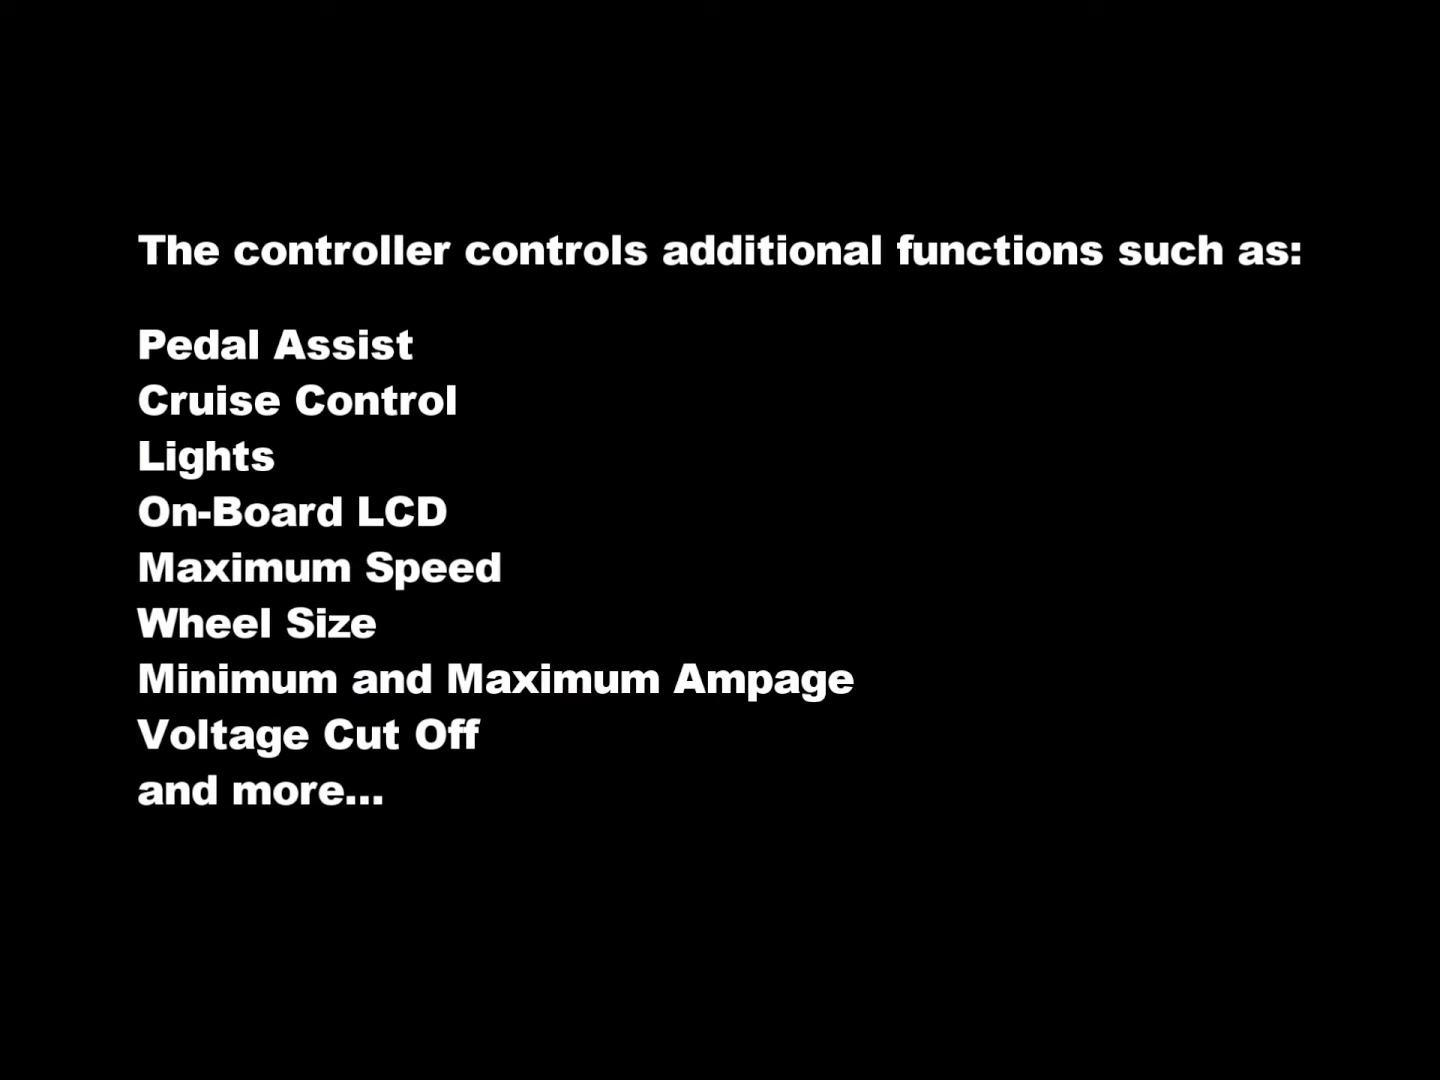 The controller controls additional functions such as:
Pedal Assist
Cruise Control
Lights
On-Board LCD
Maximum Speed
Wheel Size
Minimum and Maximum Ampage
Voltage Cut Off
and more...